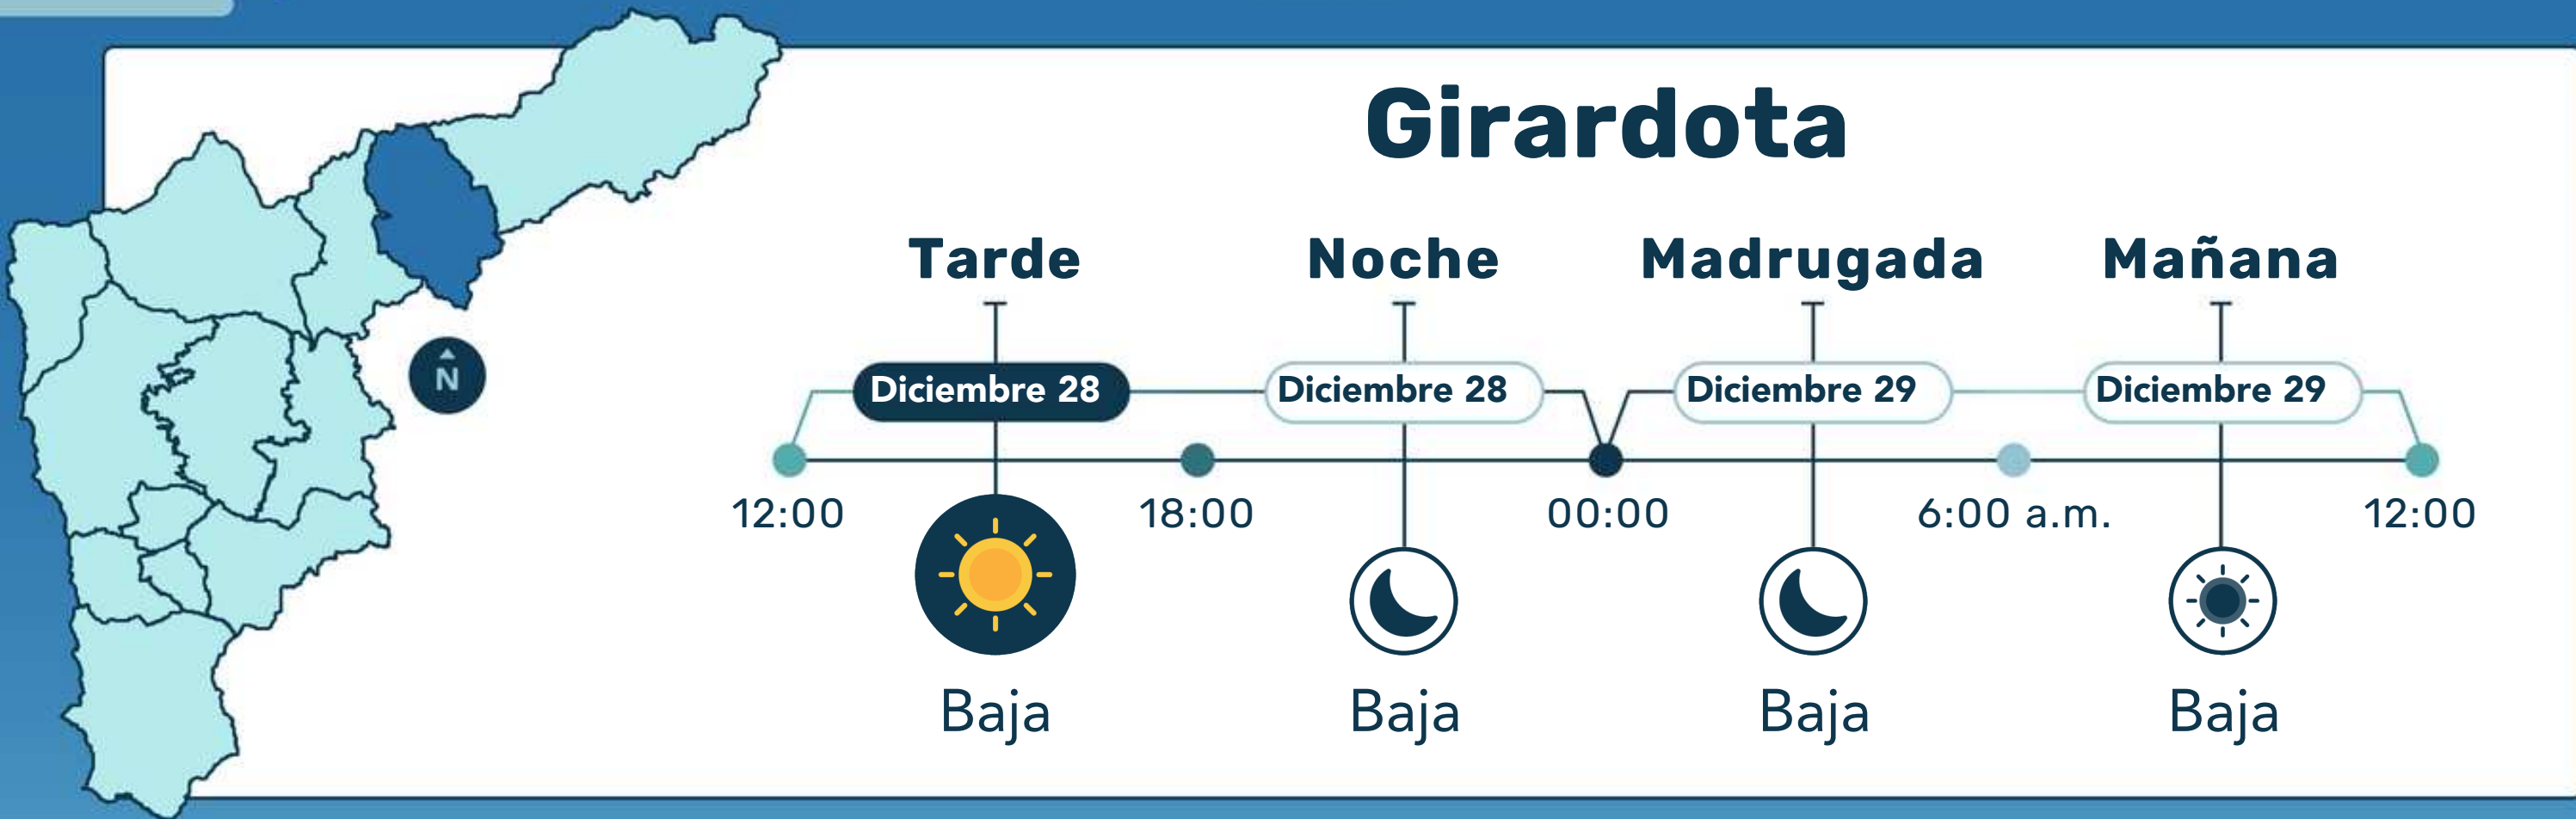 Girardota
Tarde Noche Madrugada Mañana
Diciembre 28 Diciembre 28 Diciembre 29 Diciembre 29
N
12:00 18:00 00:00 6:00 a.m. 12:00
Baja Baja Baja Baja